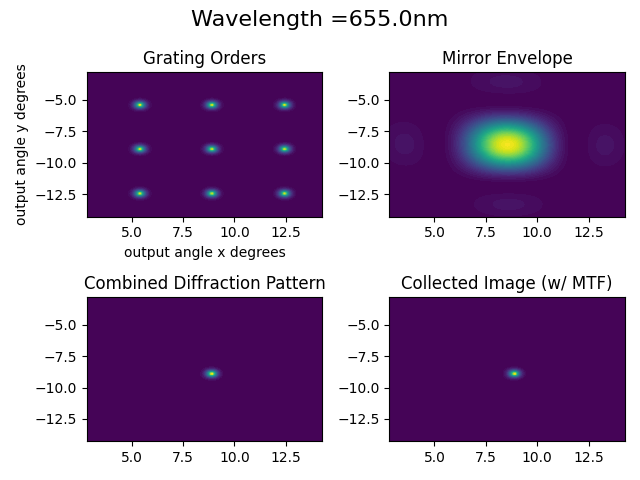 Wavelength =655.0nm
Grating Orders
Mirror Envelope
output angle y degrees
−5.0
−7.5
−10.0
−12.5
5.0 7.5 10.0 12.5
output angle x degrees
−5.0
−7.5
−10.0
−12.5
5.0 7.5 10.0 12.5
Combined Diffraction Pattern
Collected Image (w/ MTF)
−5.0
−7.5
−10.0
−12.5
5.0 7.5 10.0 12.5
−5.0
−7.5
−10.0
−12.5
5.0 7.5 10.0 12.5